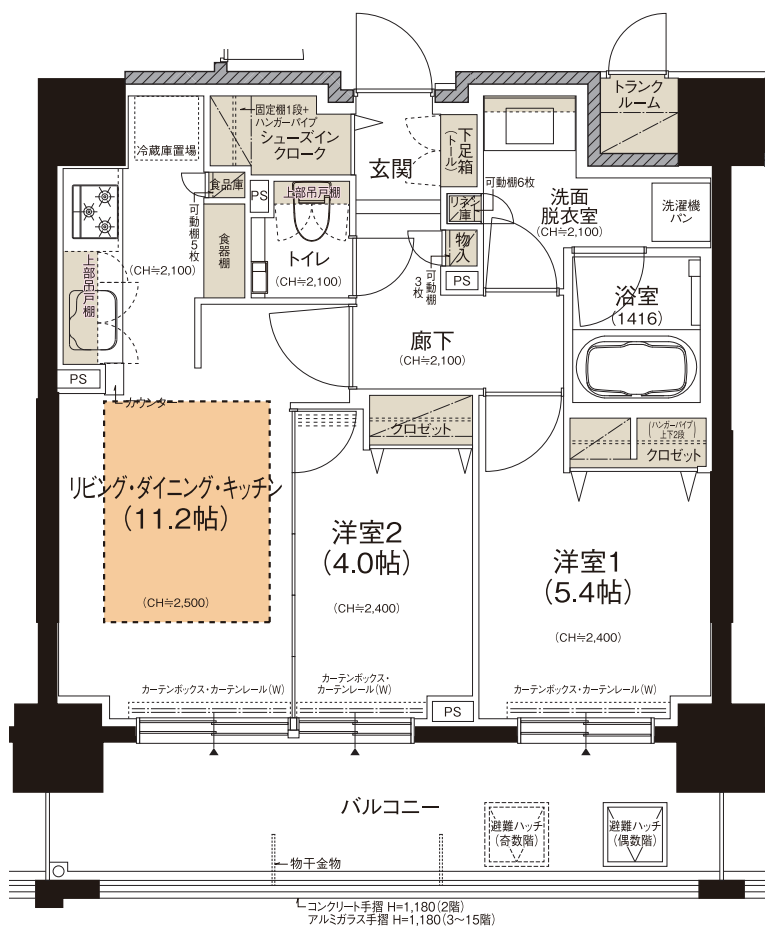 トランク
ルーム
固定棚1段+
ハンガーパイプ
シューズイン
クローク
冷蔵庫置場
玄関
下足箱
(トール)
可動棚6枚
洗面
脱衣室
(CH≒2,100)
洗濯機
パン
食品庫
可動棚5枚
PS
上部吊戸棚
リネン
庫
物入
可動棚
3枚
PS
トイレ
(CH≒2,100)
食器棚
(CH≒2,100)
上部吊戸棚
浴室
(1416)
廊下
(CH≒2,100)
PS
カウンター
クロゼット
(ハンガーパイプ
上下2段)
クロゼット
リビング・ダイニング・キッチン
(11.2帖)
(CH≒2,500)
洋室2
(4.0帖)
(CH≒2,400)
洋室1
(5.4帖)
(CH≒2,400)
カーテンボックス・カーテンレール(W)
カーテンボックス・
カーテンレール(W)
カーテンボックス・カーテンレール(W)
PS
バルコニー
避難ハッチ
(奇数階)
避難ハッチ
(偶数階)
物干金物
コンクリート手摺 H=1,180(2階)
アルミガラス手摺 H=1,180(3〜15階)